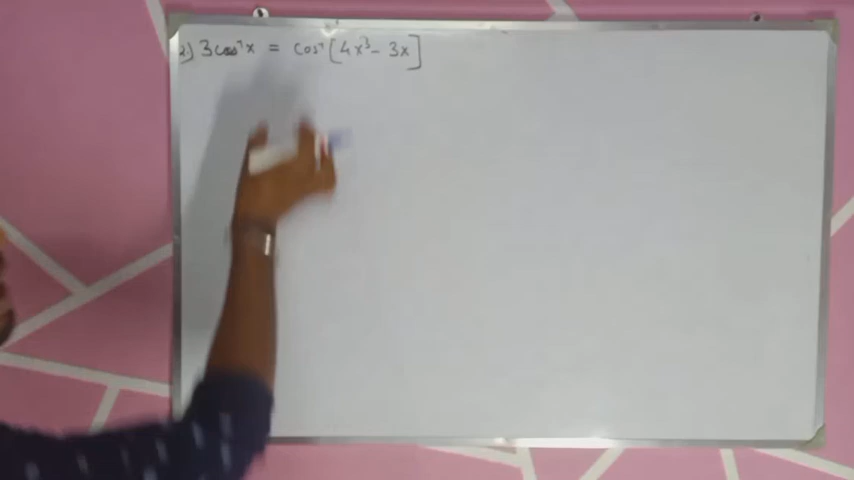 2.) 3cos⁻¹x = cos⁻¹[4x³- 3x]